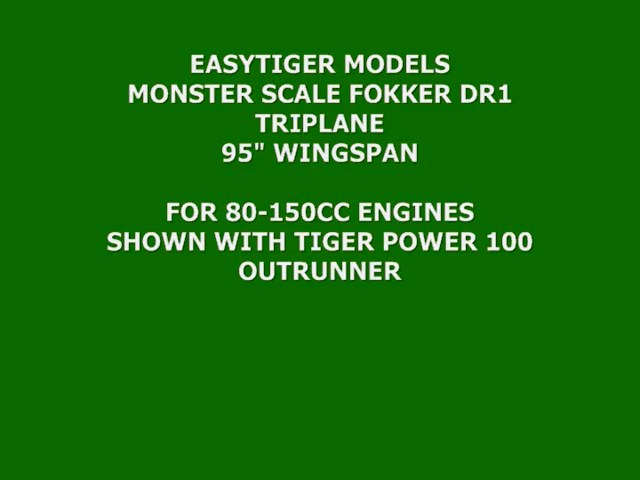 EASYTIGER MODELS
MONSTER SCALE FOKKER DR1
TRIPLANE
95" WINGSPAN
FOR 80-150CC ENGINES
SHOWN WITH TIGER POWER 100
OUTRUNNER